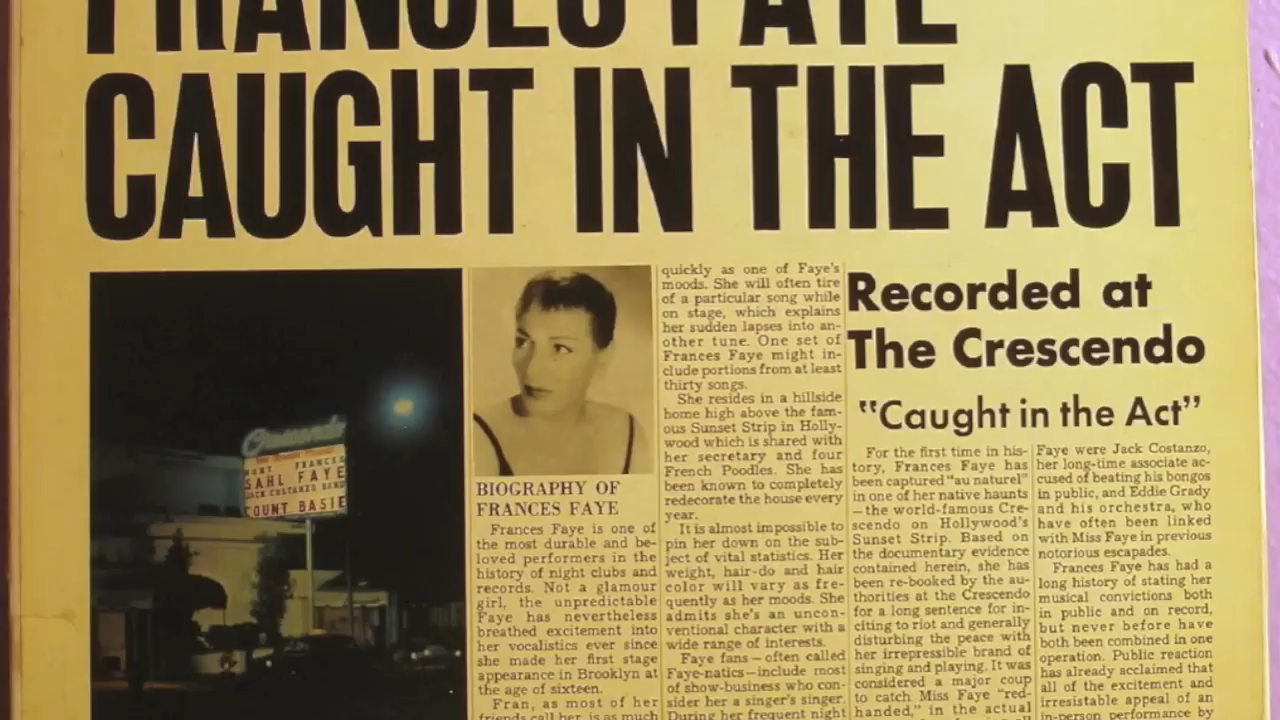 FRANCES FAYE
CAUGHT IN THE ACT
Crescendo
MORT FRANCES
SAHL FAYE
JACK COSTANZO BAND
COUNT BASIE
BIOGRAPHY OF
FRANCES FAYE
Frances Faye is one of
the most durable and be-
loved performers in the
history of night clubs and
records. Not a glamour
girl, the unpredictable
Faye has nevertheless
breathed excitement into
her vocalistics ever since
she made her first stage
appearance in Brooklyn at
the age of sixteen.
Fran, as most of her
friends call her, is as much
quickly as one of Faye's
moods. She will often tire
of a particular song while
on stage, which explains
her sudden lapses into an-
other tune. One set of
Frances Faye might in-
clude portions from at least
thirty songs.
She resides in a hillside
home high above the fam-
ous Sunset Strip in Holly-
wood which is shared with
her secretary and four
French Poodles. She has
been known to completely
redecorate the house every
year.
It is almost impossible to
pin her down on the sub-
ject of vital statistics. Her
weight, hair-do and hair
color will vary as fre-
quently as her moods. She
admits she's an uncon-
ventional character with a
wide range of interests.
Faye fans — often called
Faye-natics — include most
of show-business who con-
sider her a singer's singer.
During her frequent night
Recorded at
The Crescendo
"Caught in the Act"
For the first time in his-
tory, Frances Faye has
been captured "au naturel"
in one of her native haunts
— the world-famous Cre-
scendo on Hollywood's
Sunset Strip. Based on
the documentary evidence
contained herein, she has
been re-booked by the au-
thorities at the Crescendo
for a long sentence for in-
citing to riot and generally
disturbing the peace with
her irrepressible brand of
singing and playing. It was
considered a major coup
to catch Miss Faye "red-
handed," in the actual
Faye were Jack Costanzo,
her long-time associate ac-
cused of beating his bongos
in public, and Eddie Grady
and his orchestra, who
have often been linked
with Miss Faye in previous
notorious escapades.
Frances Faye has had a
long history of stating her
musical convictions both
in public and on record,
but never before have
both been combined in one
operation. Public reaction
has already acclaimed that
all of the excitement and
irresistable appeal of an
in-person performance by